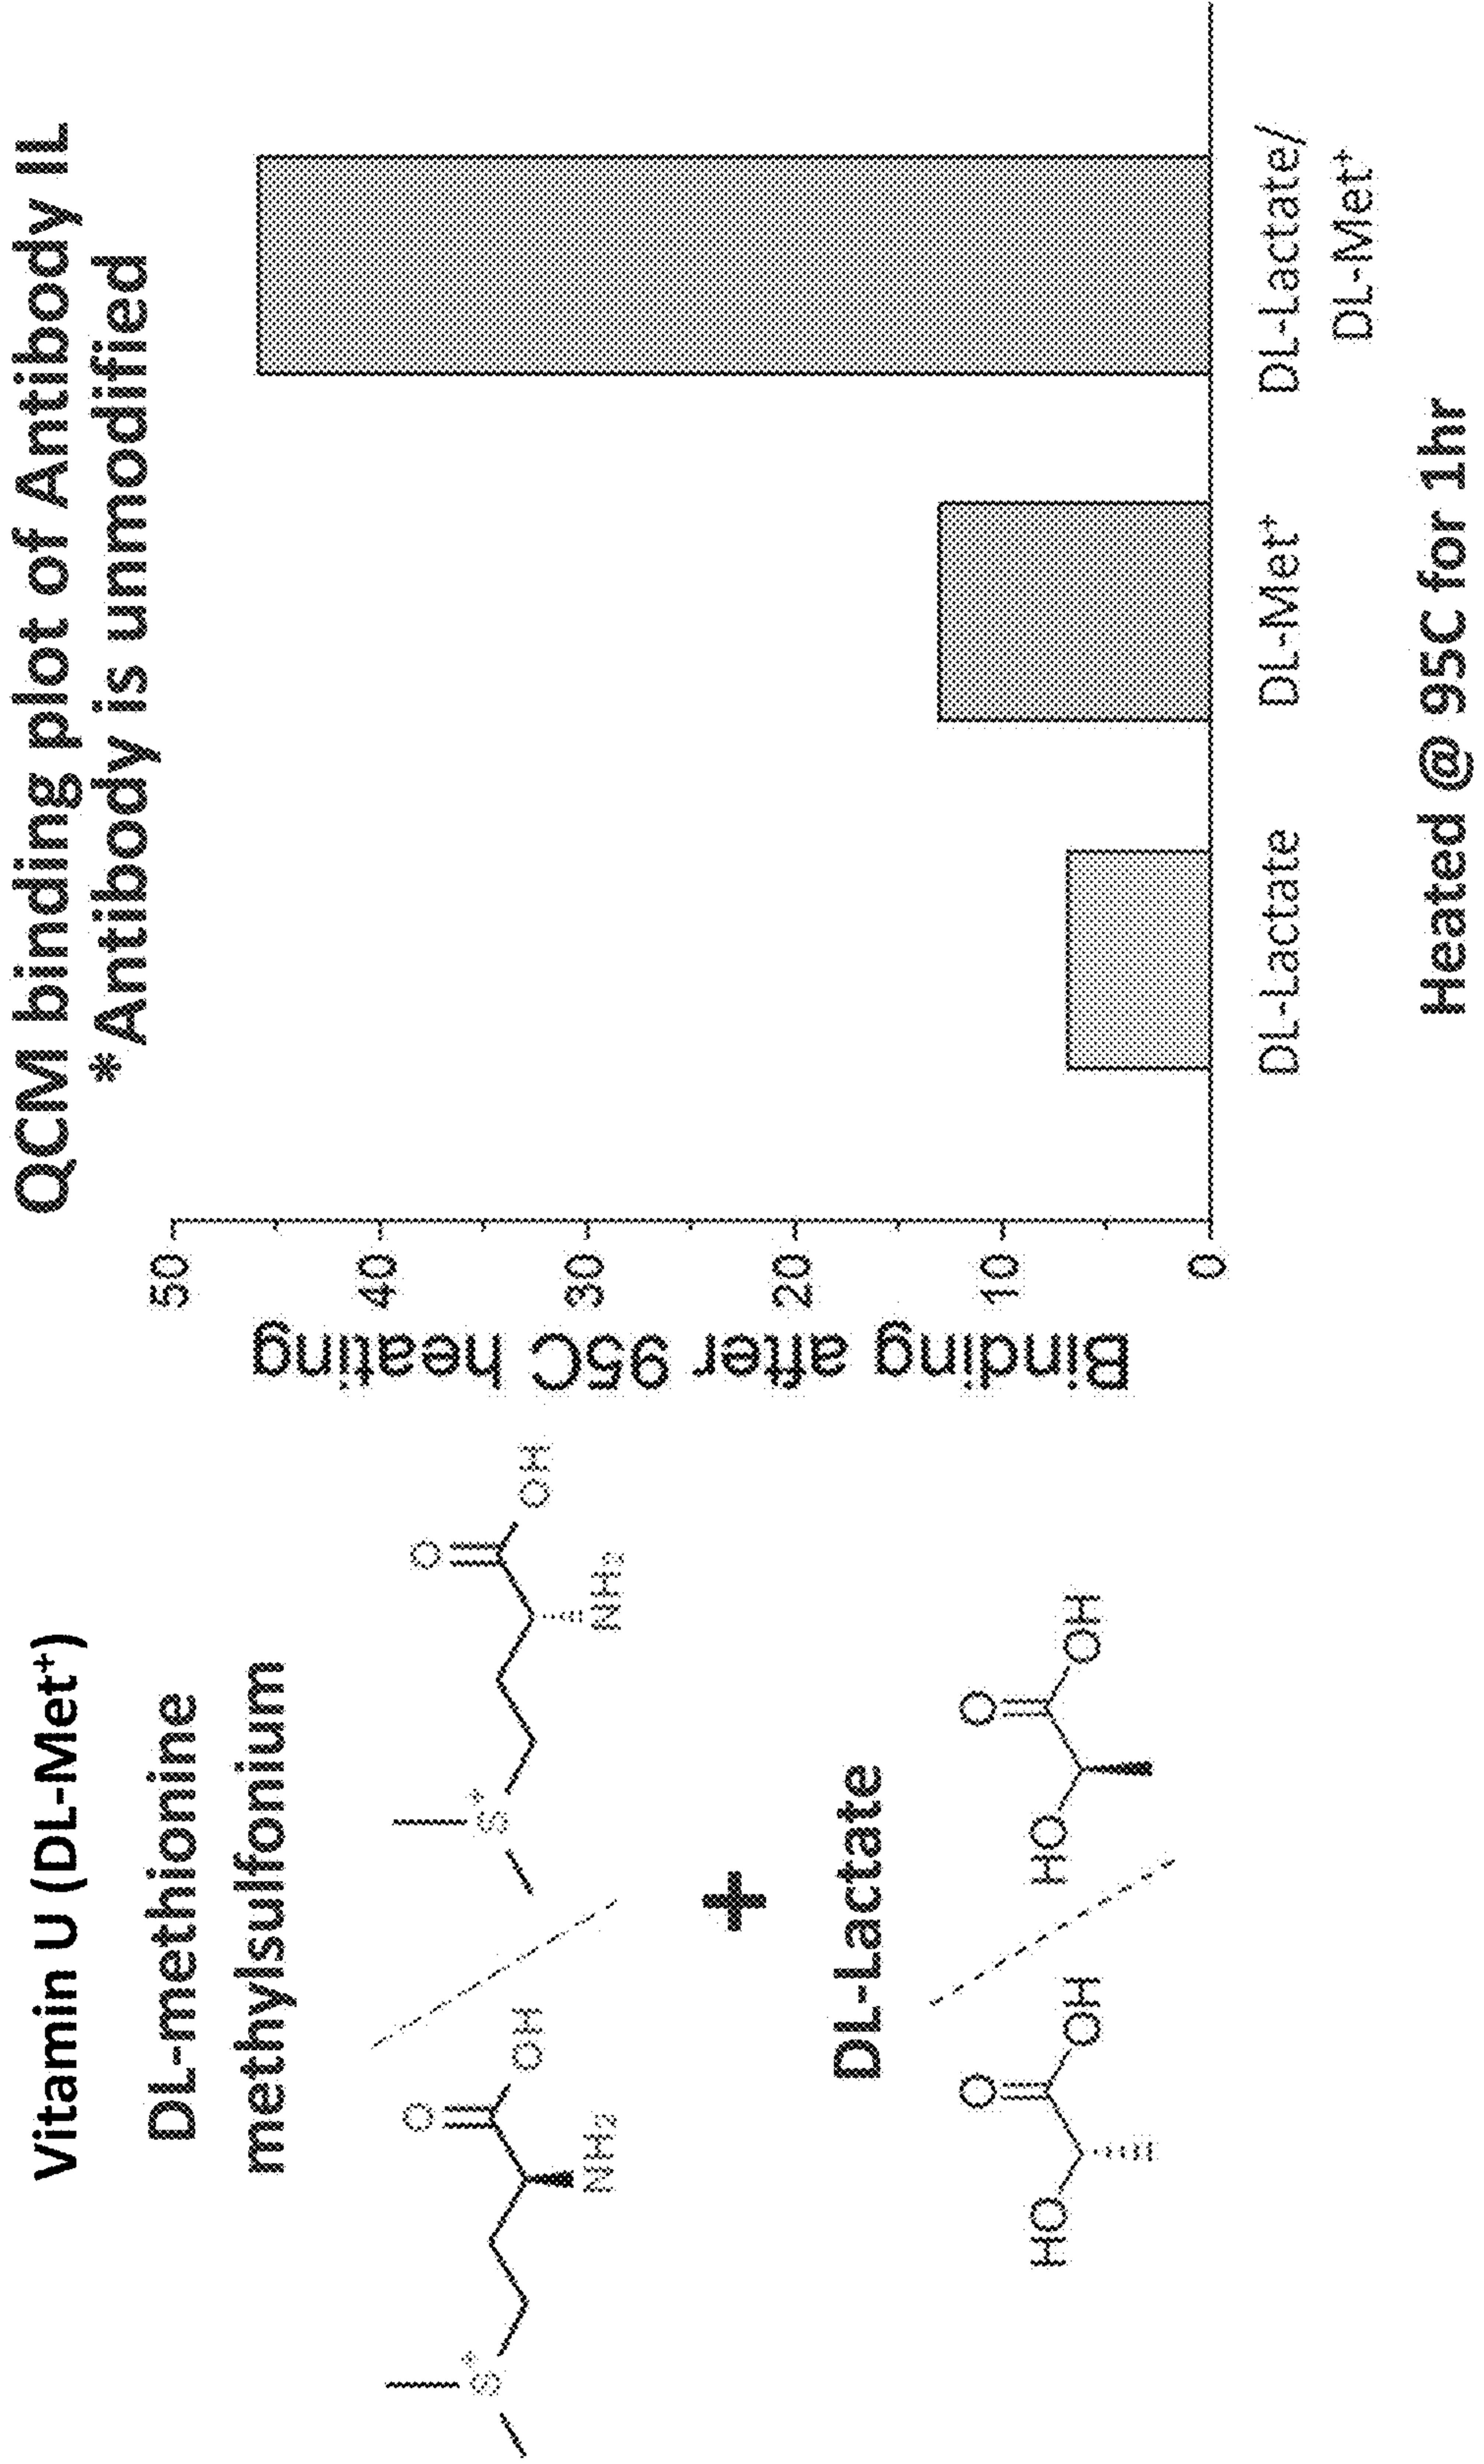 Vitamin U (DL-Met⁺)
DL-methionine
methylsulfonium
O
OH
NH₂
S⁺
O
OH
NH₂
S⁺
+
DL-Lactate
HO
O
OH
HO
O
OH
QCM binding plot of Antibody IL
*Antibody is unmodified
Binding after 95C heating
50
40
30
20
10
0
DL-Lactate
DL-Met⁺
DL-Lactate/
DL-Met⁺
Heated @ 95C for 1hr